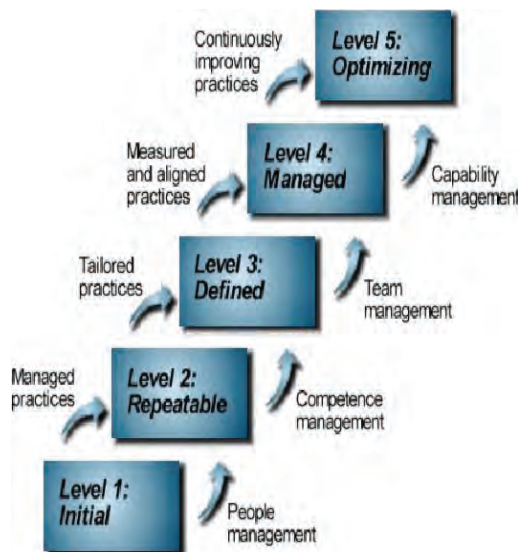 Continuously
improving
practices
Level 5:
Optimizing
Measured
and aligned
practices
Level 4:
Managed
Capability
management
Tailored
practices
Level 3:
Defined
Team
management
Managed
practices
Level 2:
Repeatable
Competence
management
Level 1:
Initial
People
management